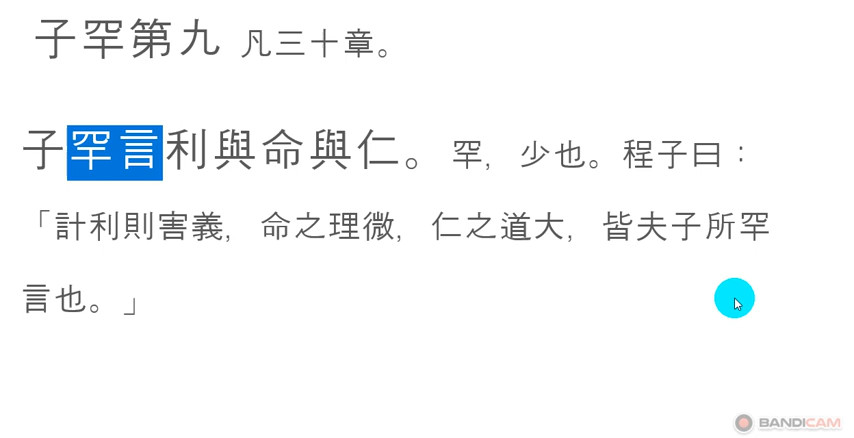 子罕第九 凡三十章。
子罕言利與命與仁。 罕，少也。程子曰：
「計利則害義，命之理微，仁之道大，皆夫子所罕
言也。」
BANDICAM